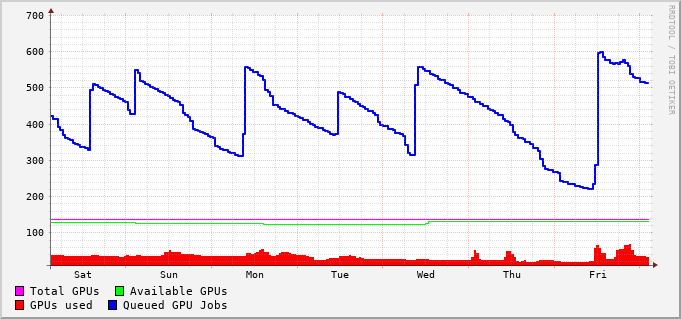 700
600
500
400
300
200
100
Sat Sun Mon Tue Wed Thu Fri
Total GPUs Available GPUs
GPUs used Queued GPU Jobs
RRDTOOL / TOBI OETIKER